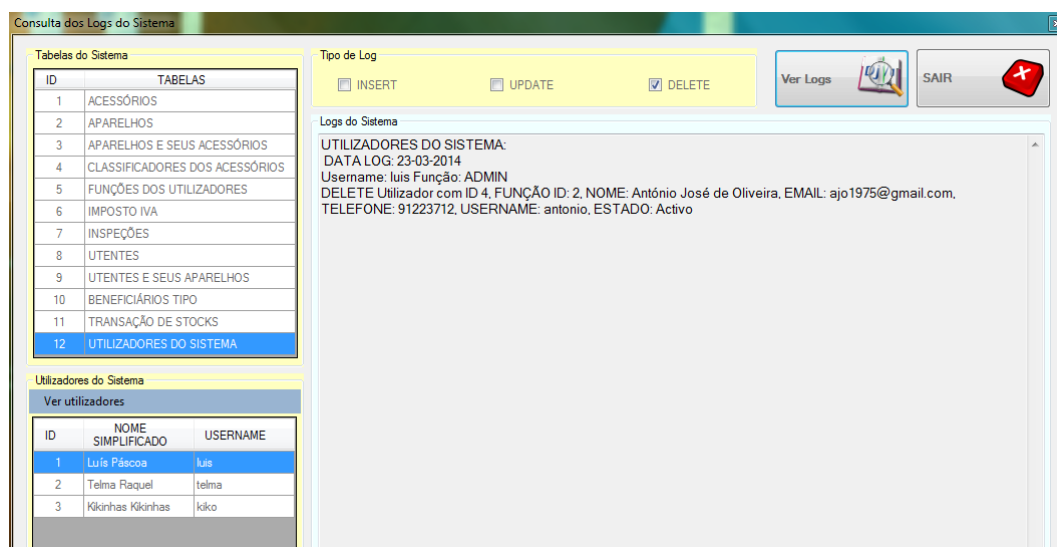 Consulta dos Logs do Sistema
Tabelas do Sistema
ID TABELAS
1 ACESSÓRIOS
2 APARELHOS
3 APARELHOS E SEUS ACESSÓRIOS
4 CLASSIFICADORES DOS ACESSÓRIOS
5 FUNÇÕES DOS UTILIZADORES
6 IMPOSTO IVA
7 INSPEÇÕES
8 UTENTES
9 UTENTES E SEUS APARELHOS
10 BENEFICIÁRIOS TIPO
11 TRANSAÇÃO DE STOCKS
12 UTILIZADORES DO SISTEMA
Utilizadores do Sistema
Ver utilizadores
ID NOME SIMPLIFICADO USERNAME
1 Luís Páscoa luis
2 Telma Raquel telma
3 Kikinhas Kikinhas kiko
Tipo de Log
INSERT UPDATE DELETE
Ver Logs SAIR
Logs do Sistema
UTILIZADORES DO SISTEMA:
DATA LOG: 23-03-2014
Username: luis Função: ADMIN
DELETE Utilizador com ID 4, FUNÇÃO ID: 2, NOME: António José de Oliveira, EMAIL: ajo1975@gmail.com,
TELEFONE: 91223712, USERNAME: antonio, ESTADO: Activo